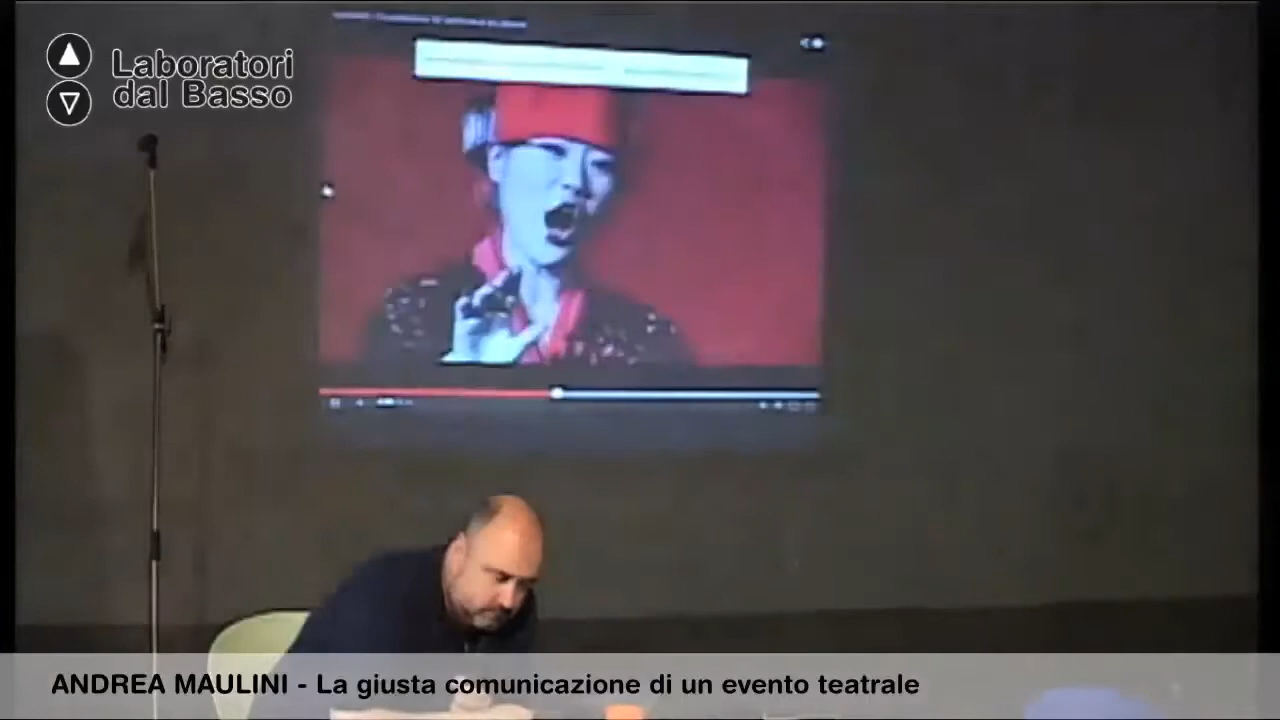 Laboratori
dal Basso
ANDREA MAULINI - La giusta comunicazione di un evento teatrale